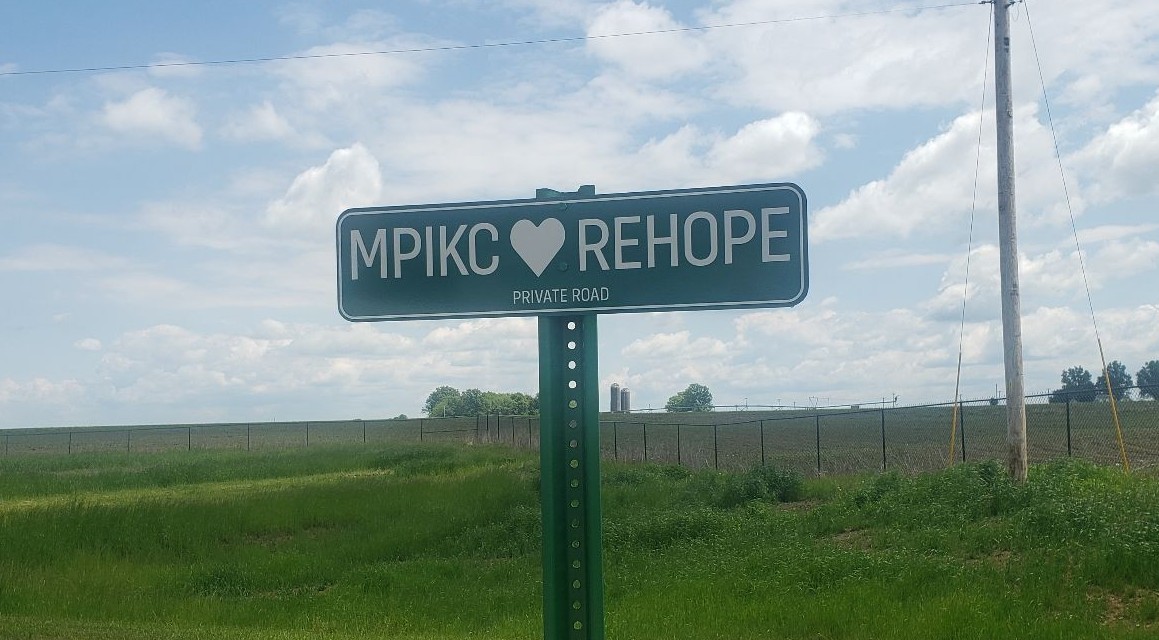 MPIKC ♥ REHOPE
PRIVATE ROAD